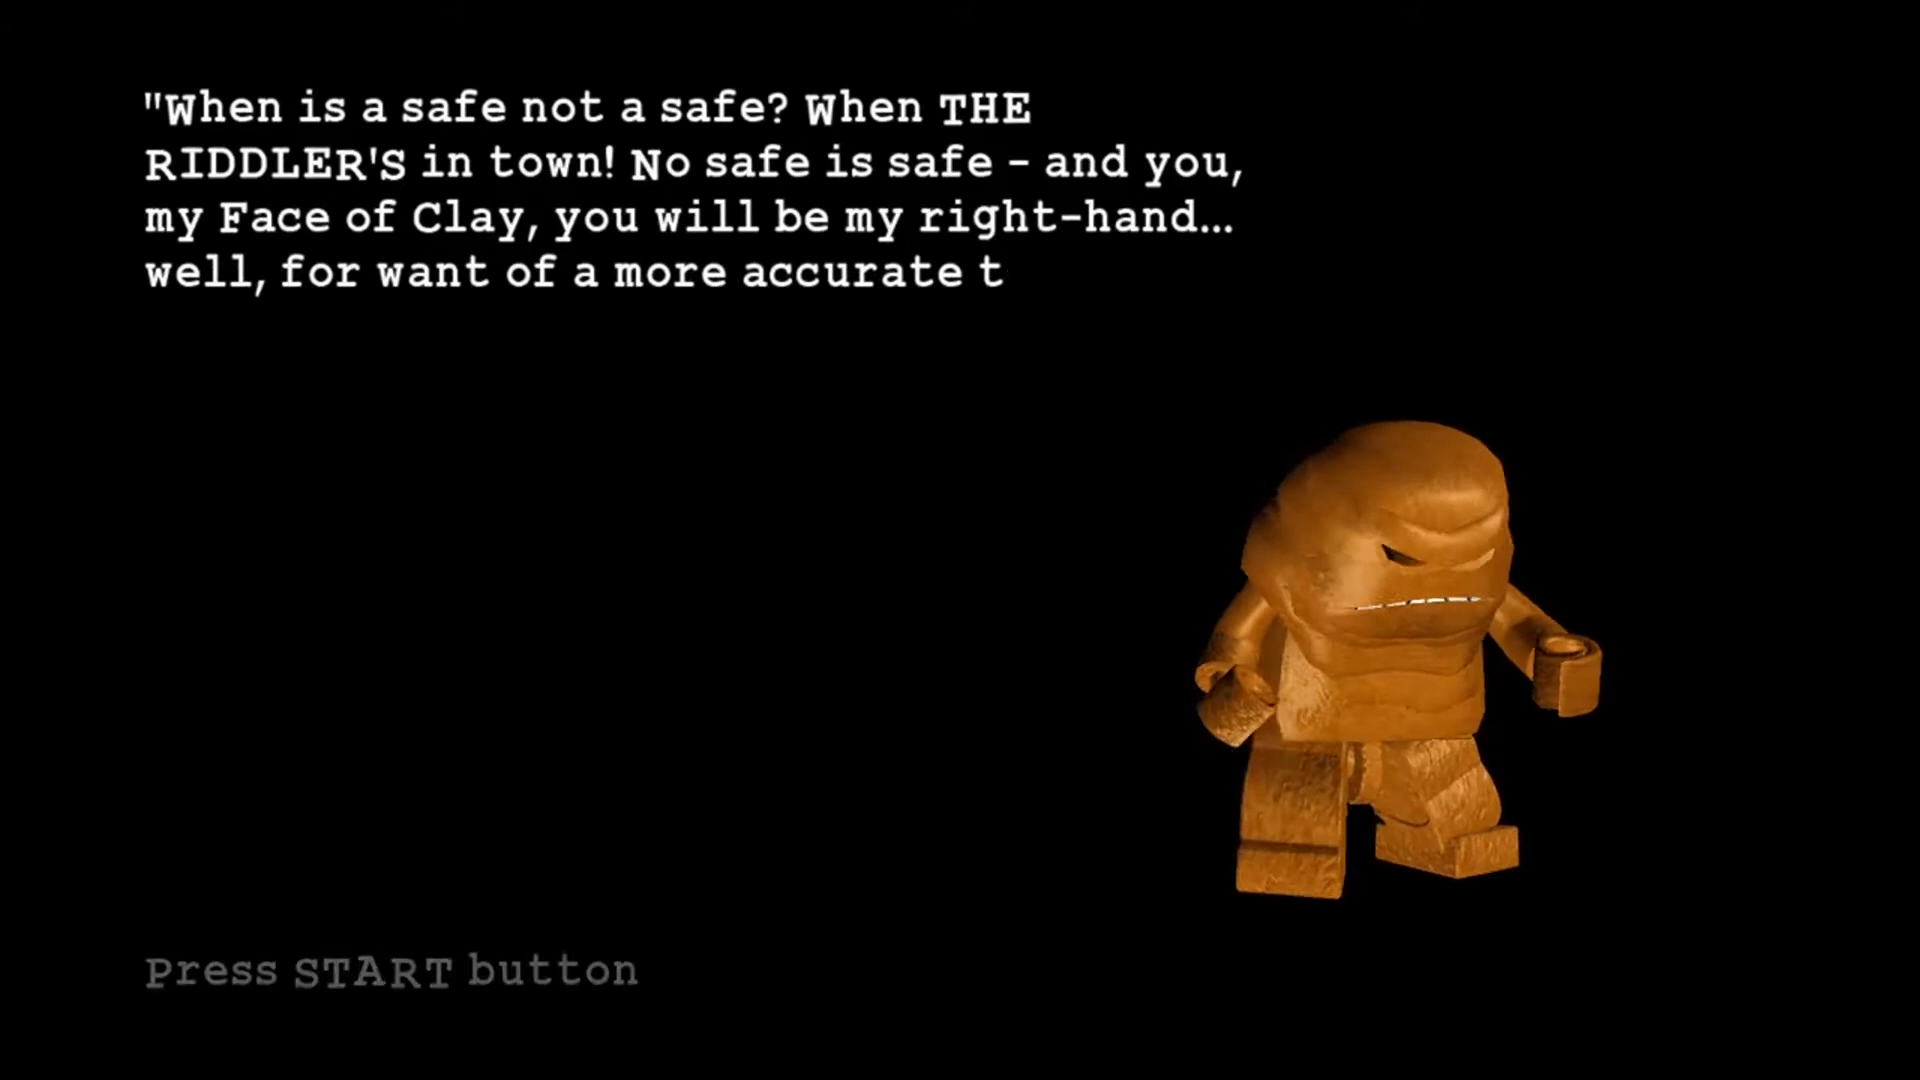 "When is a safe not a safe? When THE
RIDDLER'S in town! No safe is safe - and you,
my Face of Clay, you will be my right-hand...
well, for want of a more accurate t
Press START button